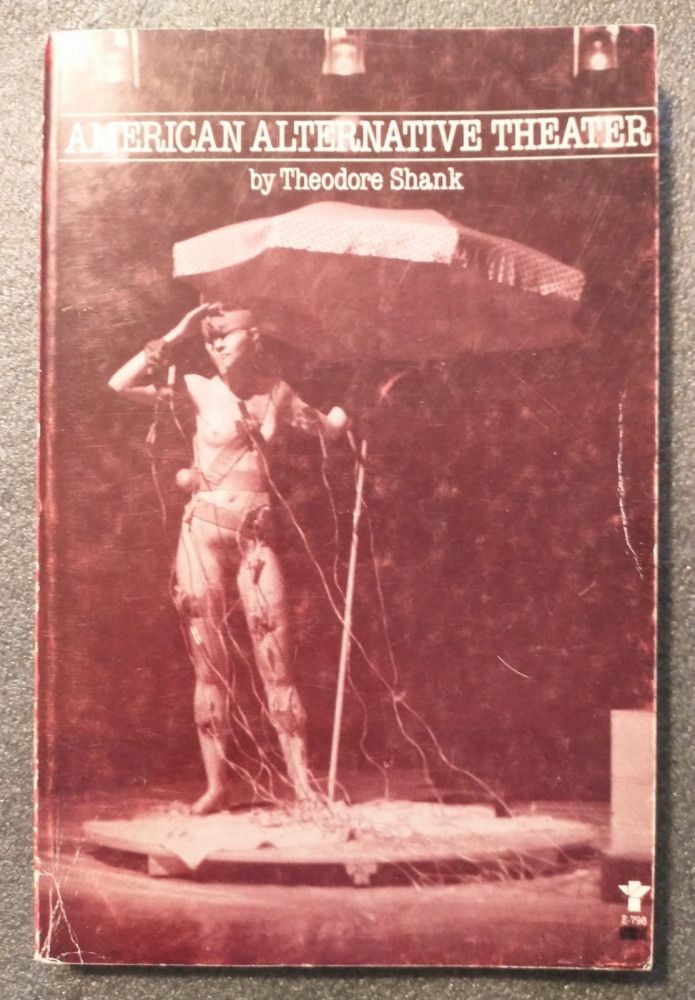 AMERICAN ALTERNATIVE THEATER
by Theodore Shank
E-798